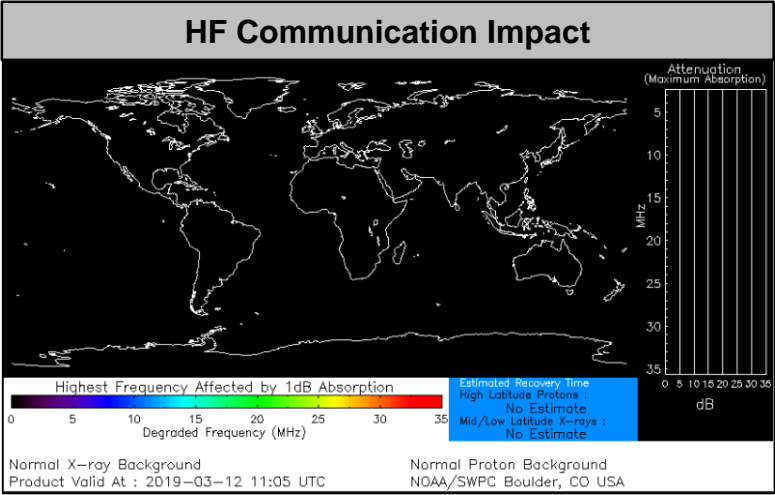 HF Communication Impact
Attenuation
(Maximum Absorption)
5
10
15
20
25
30
35
MHz
0 5 10 15 20 25 30 35
dB
Highest Frequency Affected by 1dB Absorption
0 5 10 15 20 25 30 35
Degraded Frequency (MHz)
Estimated Recovery Time
High Latitude Protons :
No Estimate
Mid/Low Latitude X-rays :
No Estimate
Normal X-ray Background
Product Valid At : 2019-03-12 11:05 UTC
Normal Proton Background
NOAA/SWPC Boulder, CO USA